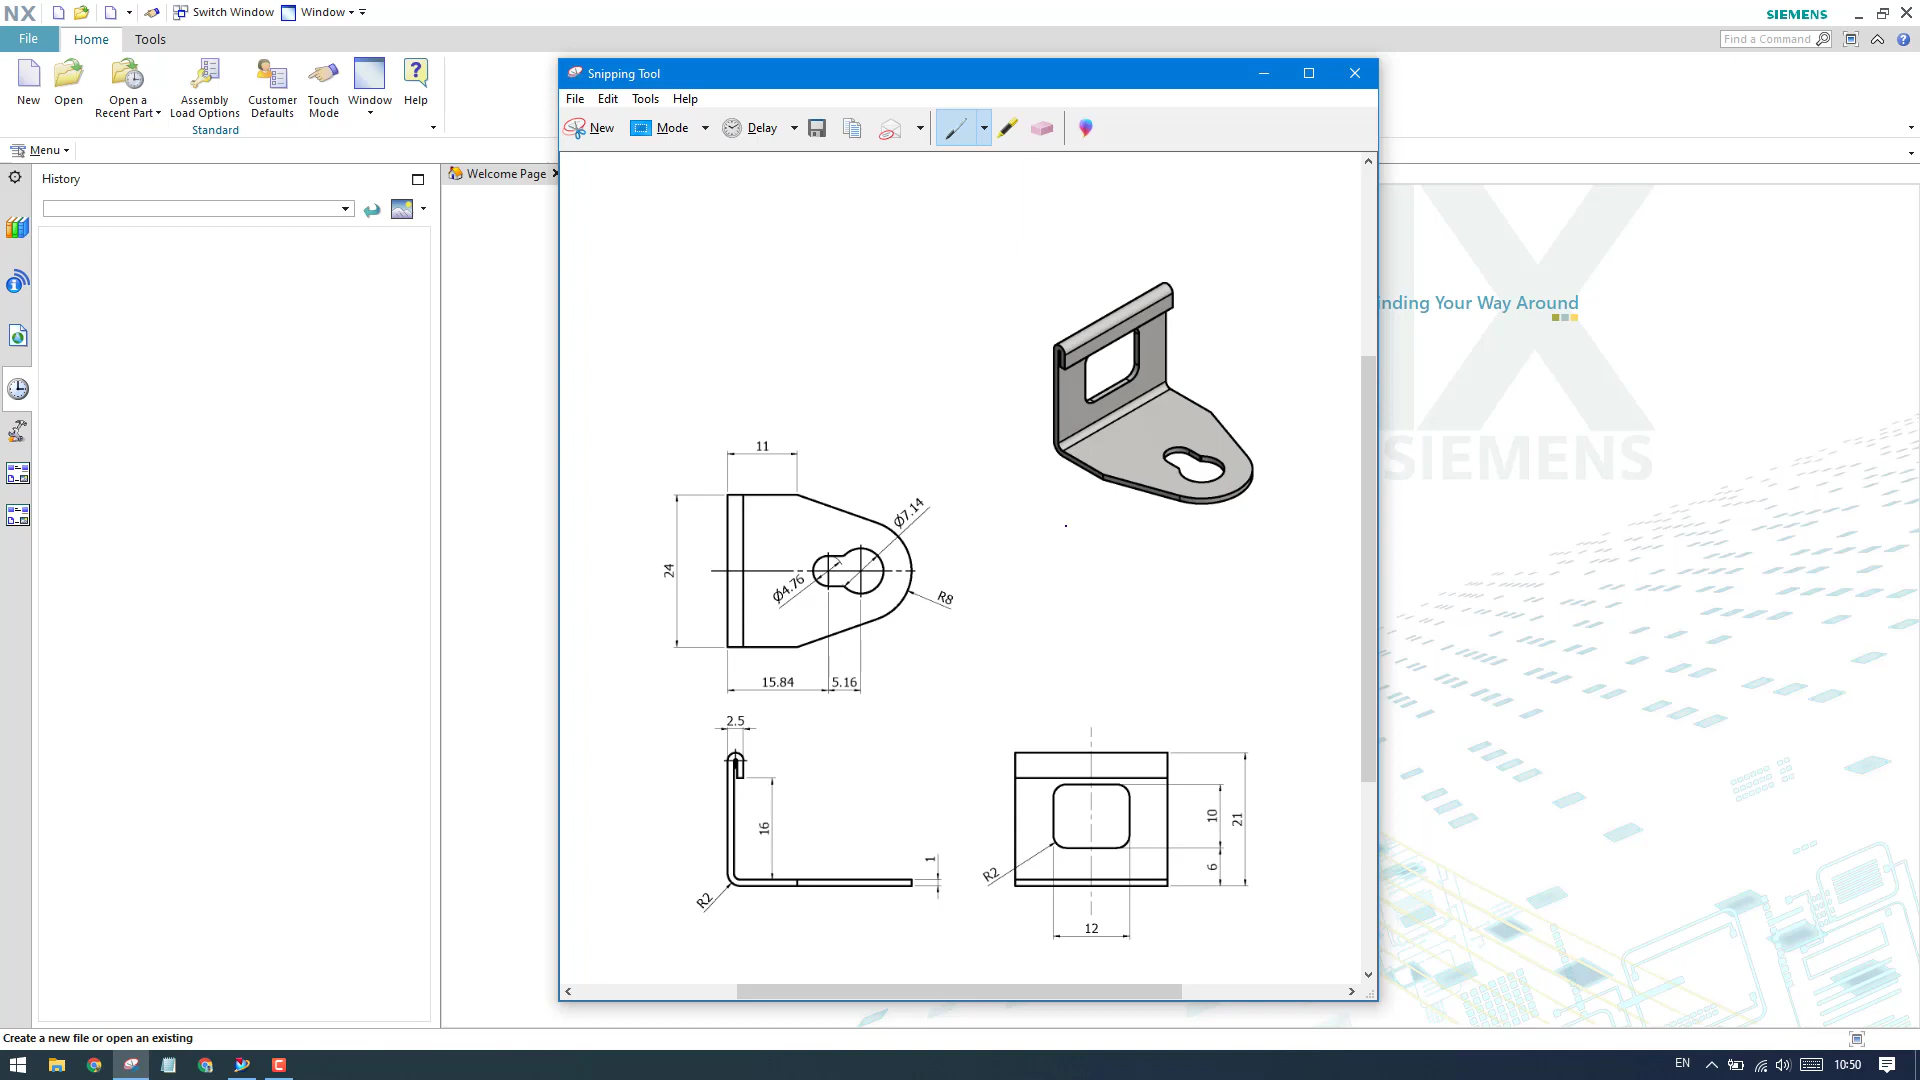 NX Switch Window Window SIEMENS
File Home Tools Find a Command
New Open Open a Recent Part Assembly Load Options Customer Defaults Touch Mode Window Help
Standard
Menu
History
Welcome Page
Snipping Tool
File Edit Tools Help
New Mode Delay
inding Your Way Around
SIEMENS
11
24
Ø7.14
Ø4.76
R8
15.84 5.16
2.5
16
1
R2
10
21
6
R2
12
Create a new file or open an existing
EN 10:50